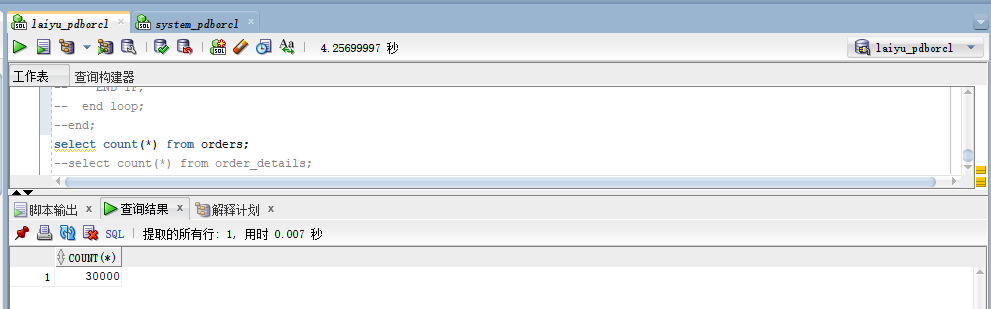 laiyu_pdborcl × system_pdborcl ×
SQL Aa 4.25699997 秒 laiyu_pdborcl
工作表 查询构建器
-- END IF;
-- end loop;
--end;
select count(*) from orders;
--select count(*) from order_details;
脚本输出 × 查询结果 × 解释计划 ×
SQL | 提取的所有行: 1, 用时 0.007 秒
COUNT(*)
1 30000